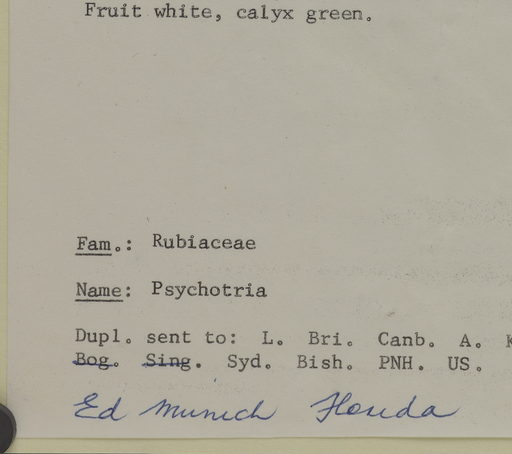 Fruit white, calyx green.
Fam.: Rubiaceae
Name: Psychotria
Dupl. sent to: L. Bri. Canb. A. K
Bog. Sing. Syd. Bish. PNH. US.
Ed Munich Florida